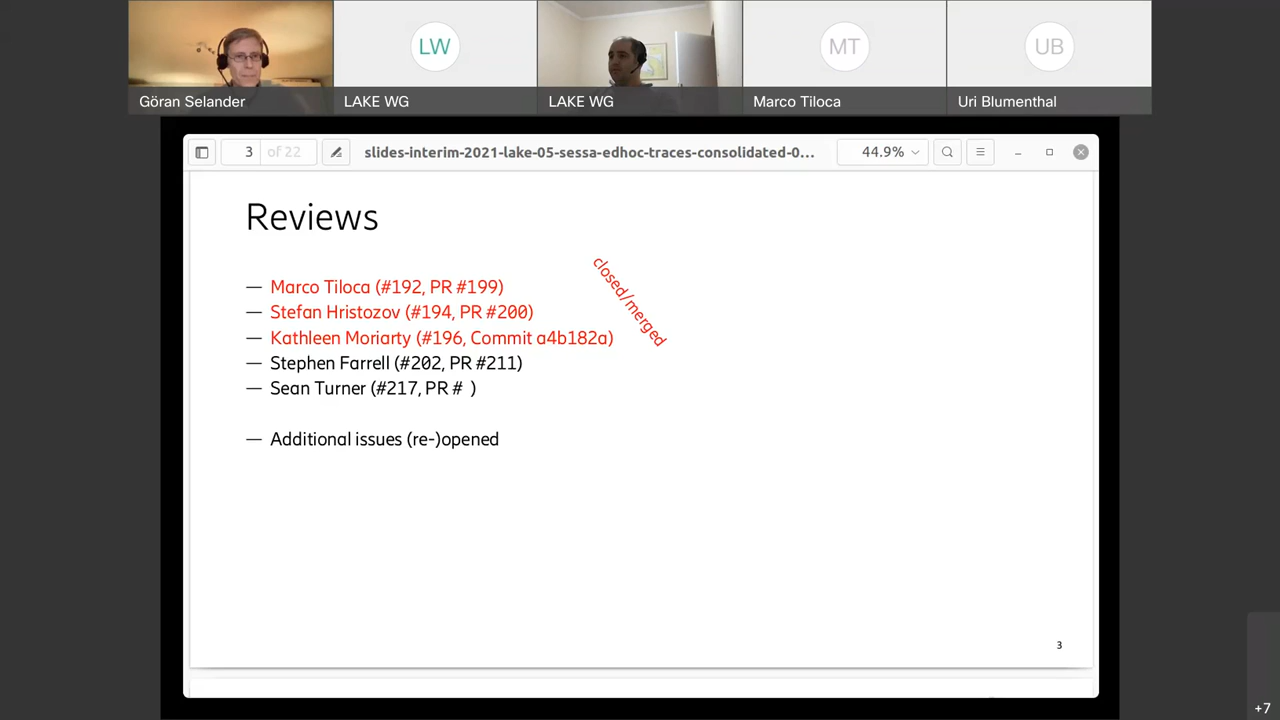 LW
MT
UB
Göran Selander
LAKE WG
LAKE WG
Marco Tiloca
Uri Blumenthal
3 of 22
slides-interim-2021-lake-05-sessa-edhoc-traces-consolidated-0...
44.9%
Reviews
— Marco Tiloca (#192, PR #199)
— Stefan Hristozov (#194, PR #200)
— Kathleen Moriarty (#196, Commit a4b182a)
closed/merged
— Stephen Farrell (#202, PR #211)
— Sean Turner (#217, PR # )
— Additional issues (re-)opened
3
+7